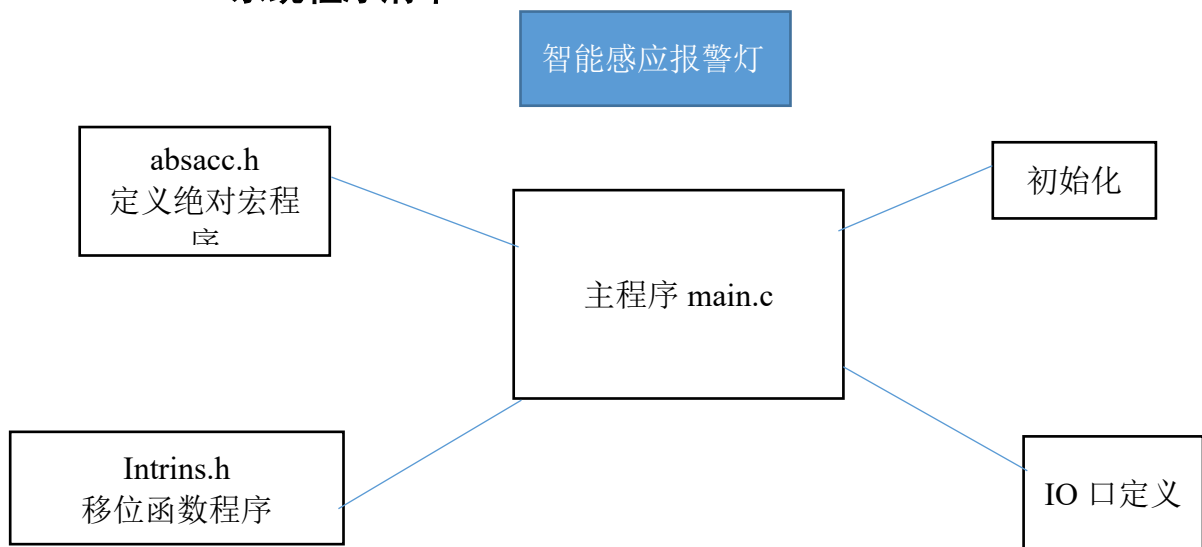 智能感应报警灯
absacc.h
定义绝对宏程
序
初始化
主程序 main.c
Intrins.h
移位函数程序
IO 口定义